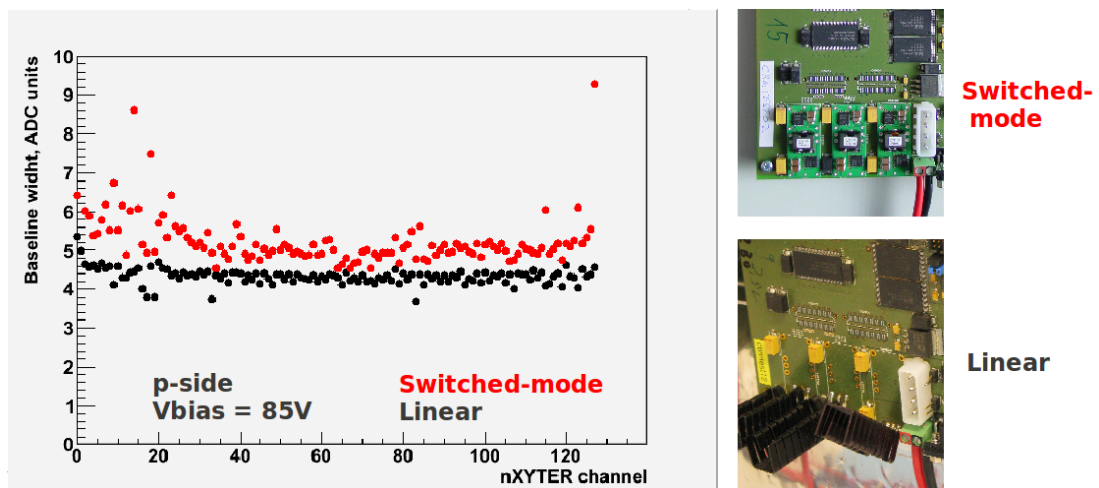 Baseline widht, ADC units
10
9
8
7
6
5
4
3
2
1
0
0 20 40 60 80 100 120
nXYTER channel
p-side
Vbias = 85V
Switched-mode
Linear
15
Switched-
mode
Linear